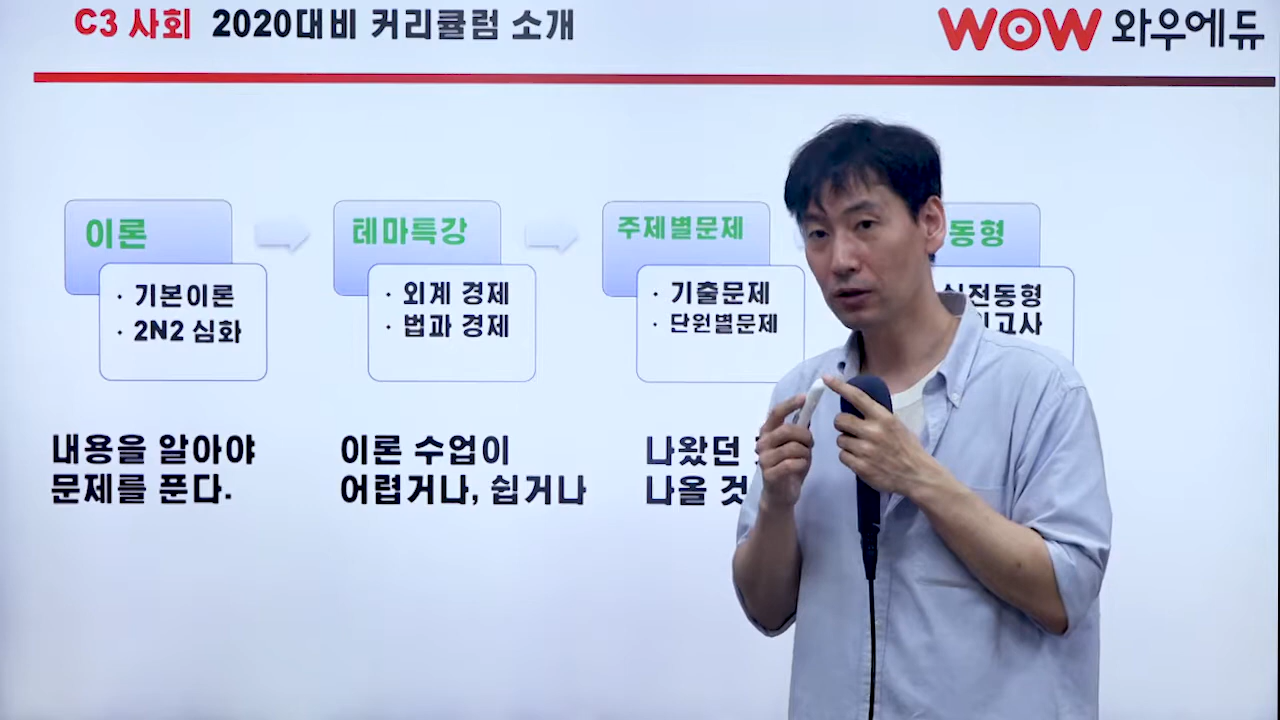 C3 사회 2020대비 커리큘럼 소개
WOW 와우에듀
이론
· 기본이론
· 2N2 심화
테마특강
· 외계 경제
· 법과 경제
주제별문제
· 기출문제
· 단원별문제
동형
실전동형
고사
내용을 알아야
문제를 푼다.
이론 수업이
어렵거나, 쉽거나
나왔던
나올 것